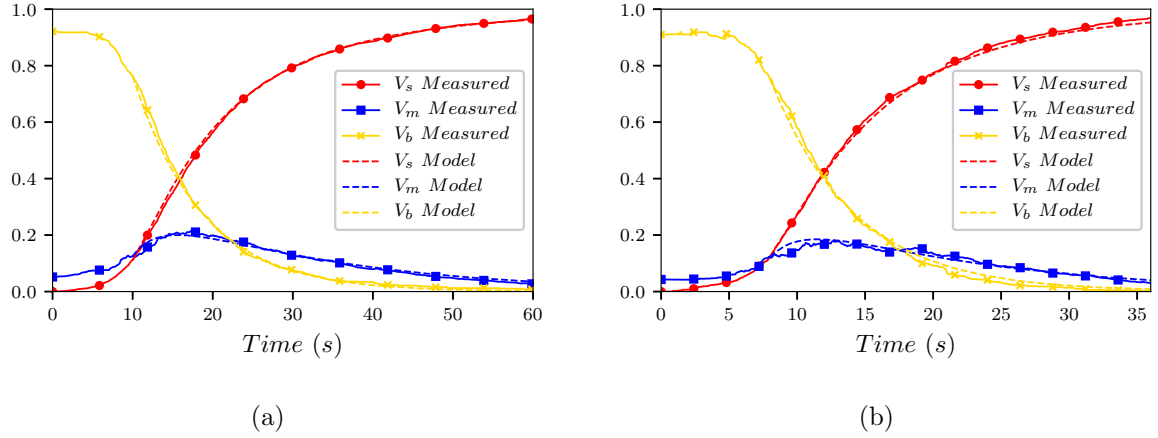 1.0
0.8
0.6
0.4
0.2
0.0
V_s Measured
V_m Measured
V_b Measured
V_s Model
V_m Model
V_b Model
0 10 20 30 40 50 60
Time (s)
(a)
1.0
0.8
0.6
0.4
0.2
0.0
V_s Measured
V_m Measured
V_b Measured
V_s Model
V_m Model
V_b Model
0 5 10 15 20 25 30 35
Time (s)
(b)